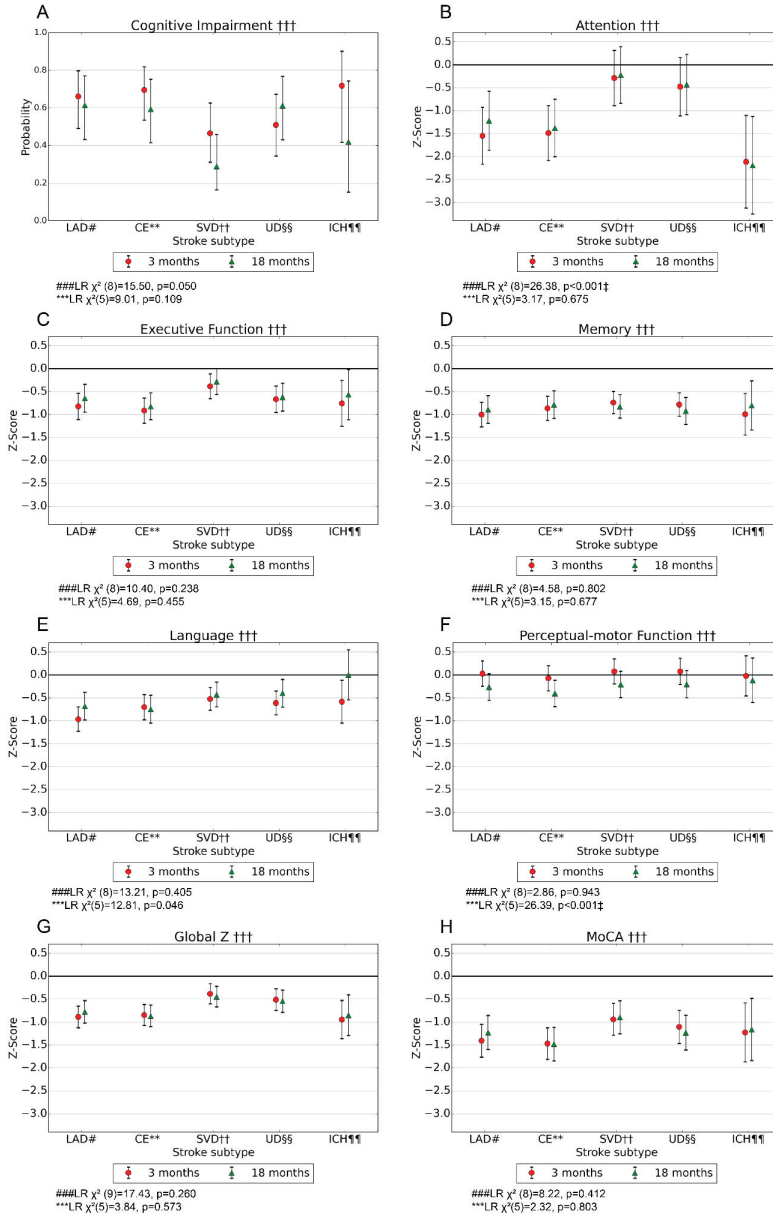 A
Cognitive Impairment †††
1.0
0.8
0.6
0.4
0.2
0.0
Probability
LAD# CE** SVD†† UD§§ ICH¶¶
Stroke subtype
3 months 18 months
###LR χ² (8)=15.50, p=0.050
***LR χ²(5)=9.01, p=0.109
B
Attention †††
0.5
0.0
−0.5
−1.0
−1.5
−2.0
−2.5
−3.0
Z-Score
LAD# CE** SVD†† UD§§ ICH¶¶
Stroke subtype
3 months 18 months
###LR χ² (8)=26.38, p<0.001‡
***LR χ²(5)=3.17, p=0.675
C
Executive Function †††
0.5
0.0
−0.5
−1.0
−1.5
−2.0
−2.5
−3.0
Z-Score
LAD# CE** SVD†† UD§§ ICH¶¶
Stroke subtype
3 months 18 months
###LR χ² (8)=10.40, p=0.238
***LR χ²(5)=4.69, p=0.455
D
Memory †††
0.5
0.0
−0.5
−1.0
−1.5
−2.0
−2.5
−3.0
Z-Score
LAD# CE** SVD†† UD§§ ICH¶¶
Stroke subtype
3 months 18 months
###LR χ² (8)=4.58, p=0.802
***LR χ²(5)=3.15, p=0.677
E
Language †††
0.5
0.0
−0.5
−1.0
−1.5
−2.0
−2.5
−3.0
Z-Score
LAD# CE** SVD†† UD§§ ICH¶¶
Stroke subtype
3 months 18 months
###LR χ² (8)=13.21, p=0.405
***LR χ²(5)=12.81, p=0.046
F
Perceptual-motor Function †††
0.5
0.0
−0.5
−1.0
−1.5
−2.0
−2.5
−3.0
Z-Score
LAD# CE** SVD†† UD§§ ICH¶¶
Stroke subtype
3 months 18 months
###LR χ² (8)=2.86, p=0.943
***LR χ²(5)=26.39, p<0.001‡
G
Global Z †††
0.5
0.0
−0.5
−1.0
−1.5
−2.0
−2.5
−3.0
Z-Score
LAD# CE** SVD†† UD§§ ICH¶¶
Stroke subtype
3 months 18 months
###LR χ² (9)=17.43, p=0.260
***LR χ²(5)=3.84, p=0.573
H
MoCA †††
0.5
0.0
−0.5
−1.0
−1.5
−2.0
−2.5
−3.0
Z-Score
LAD# CE** SVD†† UD§§ ICH¶¶
Stroke subtype
3 months 18 months
###LR χ² (8)=8.22, p=0.412
***LR χ²(5)=2.32, p=0.803